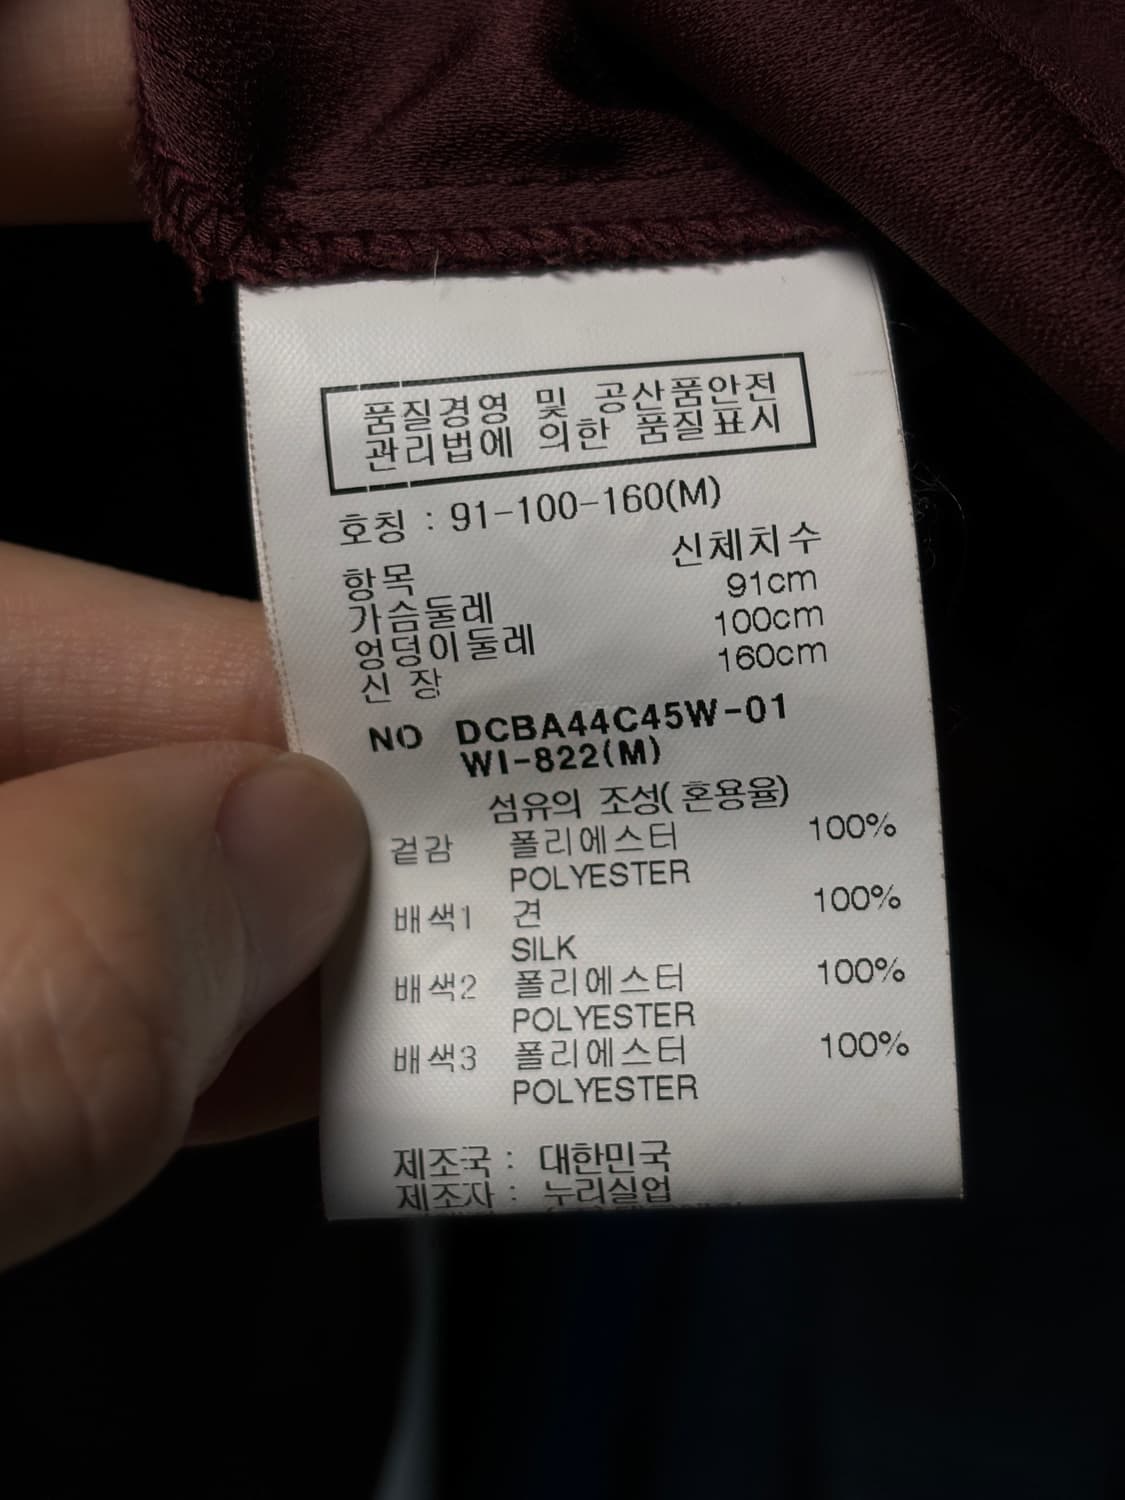 품질경영 및 공산품안전
관리법에 의한 품질표시
호칭 : 91-100-160(M)
항목 신체치수
가슴둘레 91cm
엉덩이둘레 100cm
신 장 160cm
NO DCBA44C45W-01
WI-822(M)
섬유의 조성( 혼용율)
겉감 폴리에스터 100%
POLYESTER
배색1 견 100%
SILK
배색2 폴리에스터 100%
POLYESTER
배색3 폴리에스터 100%
POLYESTER
제조국 : 대한민국
제조자 : 누리실업